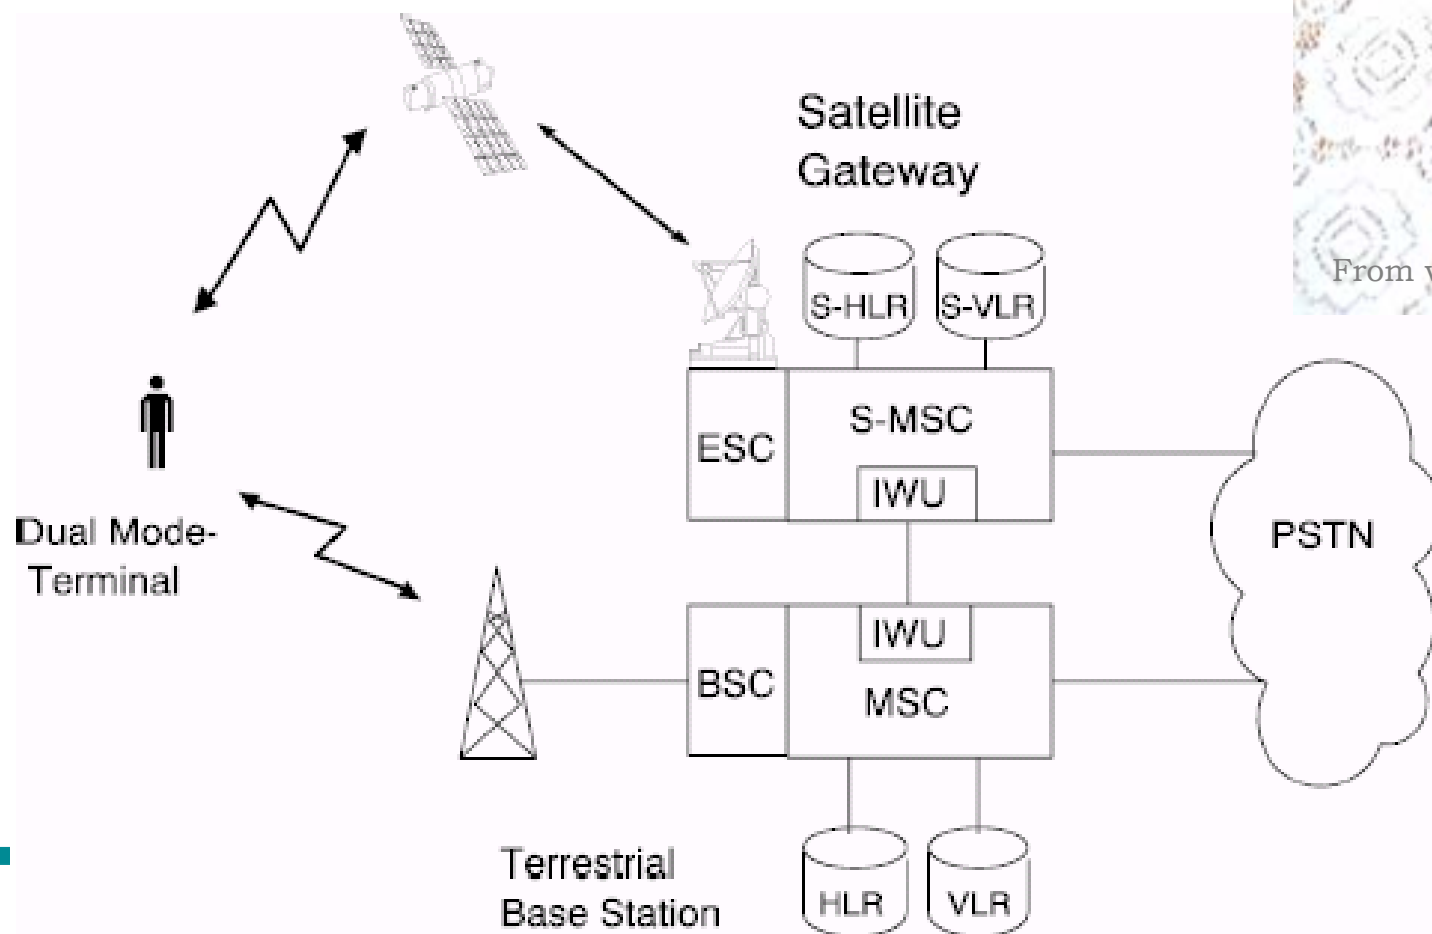 Satellite
Gateway
From
S-HLR
S-VLR
ESC
S-MSC
IWU
PSTN
Dual Mode-
Terminal
IWU
BSC
MSC
Terrestrial
Base Station
HLR
VLR